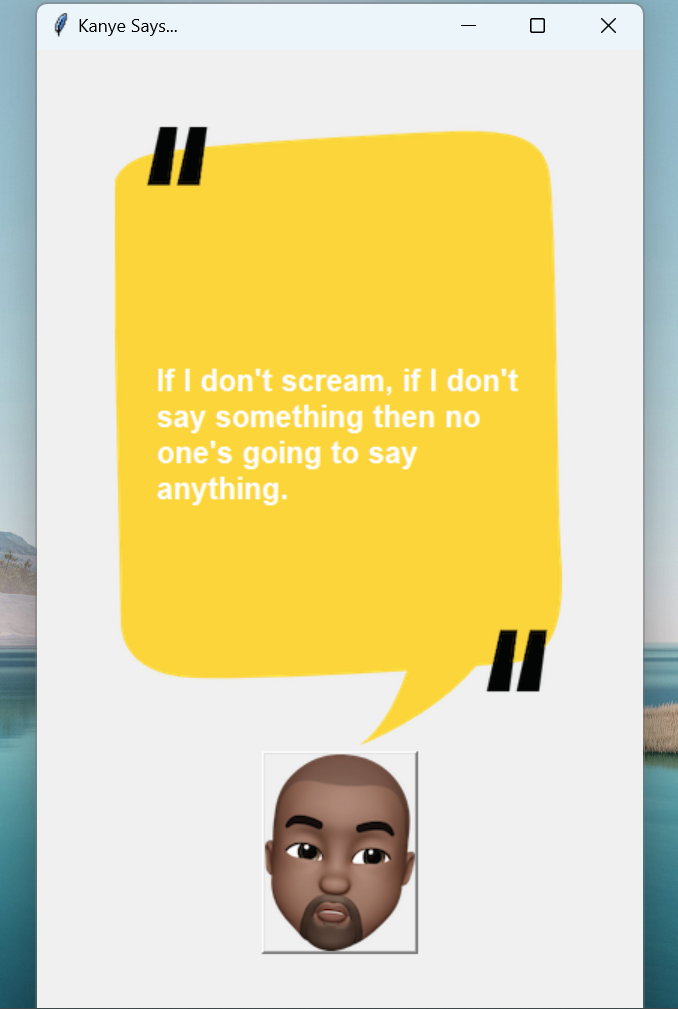 Kanye Says...
"
If I don't scream, if I don't
say something then no
one's going to say
anything.
"